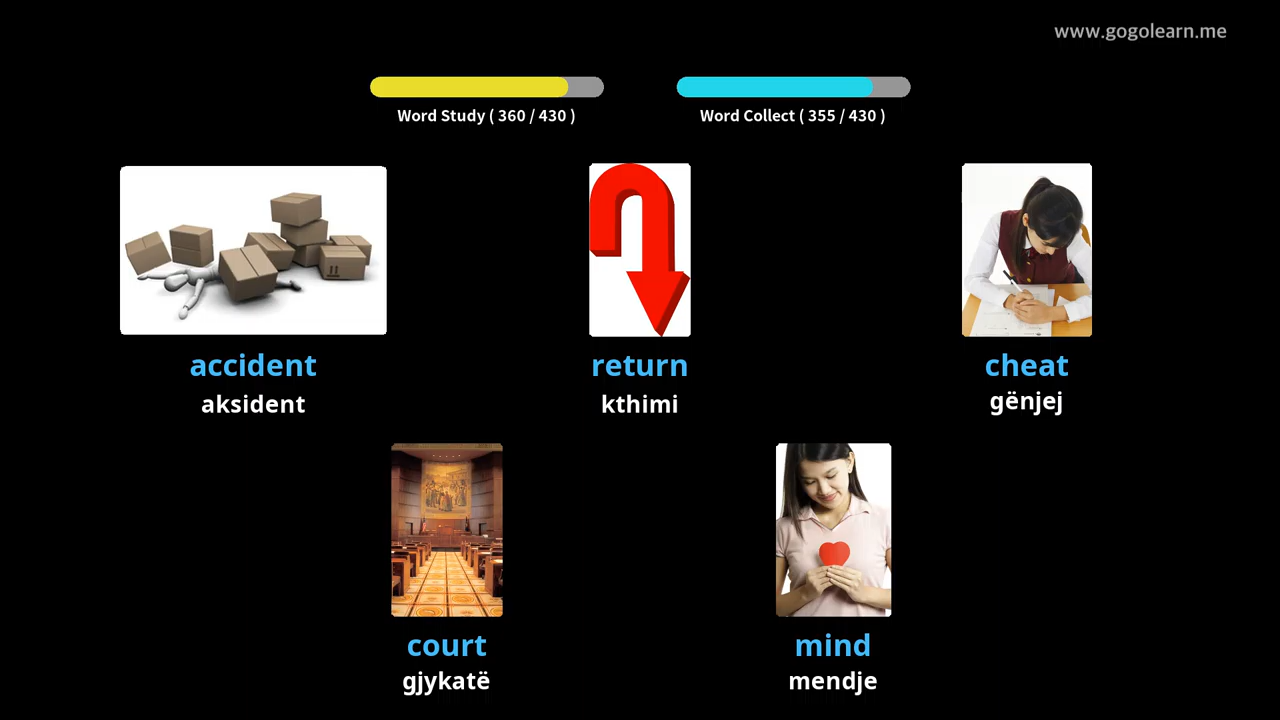 www.gogolearn.me
Word Study ( 360 / 430 )
Word Collect ( 355 / 430 )
accident
aksident
return
kthimi
cheat
gënjej
court
gjykatë
mind
mendje